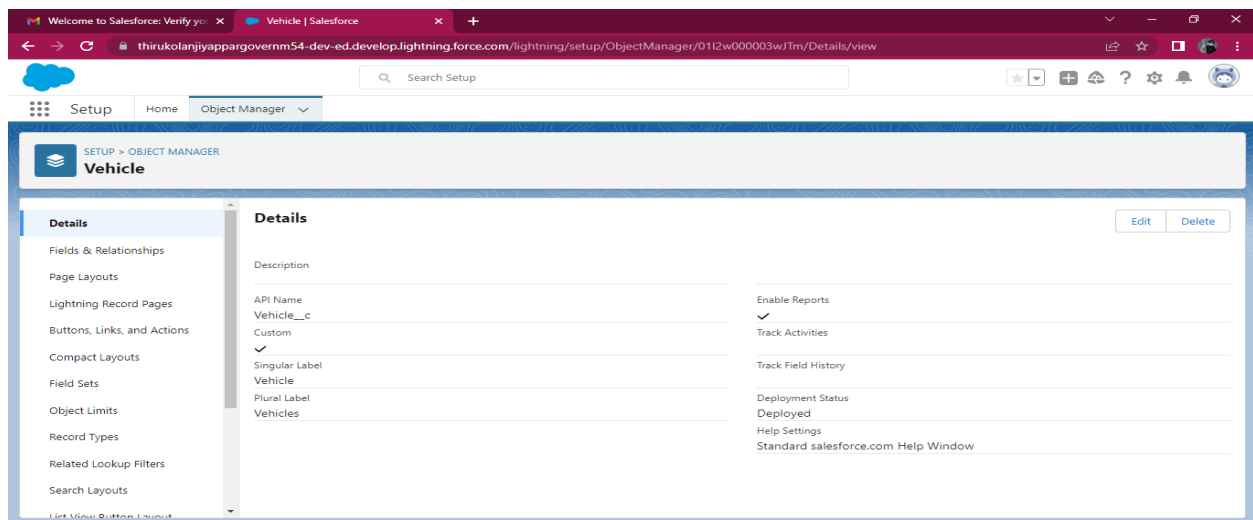 Welcome to Salesforce: Verify yo
Vehicle | Salesforce
thirukolanjiyappargovernm54-dev-ed.develop.lightning.force.com/lightning/setup/ObjectManager/01I2w000003wJTm/Details/view
Search Setup
Setup
Home
Object Manager
SETUP > OBJECT MANAGER
Vehicle
Details
Fields & Relationships
Page Layouts
Lightning Record Pages
Buttons, Links, and Actions
Compact Layouts
Field Sets
Object Limits
Record Types
Related Lookup Filters
Search Layouts
List View Button Layout
Details
Edit
Delete
Description
API Name
Vehicle__c
Custom
Singular Label
Vehicle
Plural Label
Vehicles
Enable Reports
Track Activities
Track Field History
Deployment Status
Deployed
Help Settings
Standard salesforce.com Help Window